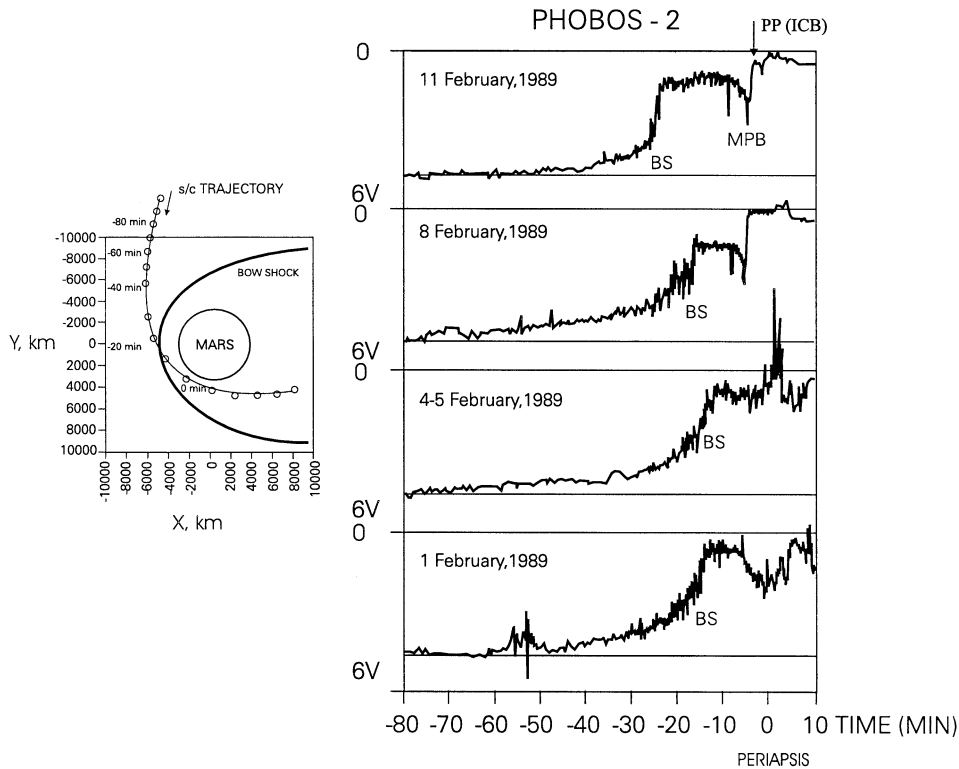 PHOBOS - 2
PP (ICB)
0
11 February,1989
BS
MPB
6V
0
8 February,1989
BS
6V
0
4-5 February,1989
BS
6V
0
1 February,1989
BS
6V
-80 -70 -60 -50 -40 -30 -20 -10 0 10 TIME (MIN)
PERIAPSIS
s/c TRAJECTORY
-80 min
-60 min
-40 min
-20 min
0 min
BOW SHOCK
MARS
Y, km
-10000
-8000
-6000
-4000
-2000
0
2000
4000
6000
8000
10000
-10000 -8000 -6000 -4000 -2000 0 2000 4000 6000 8000 10000
X, km